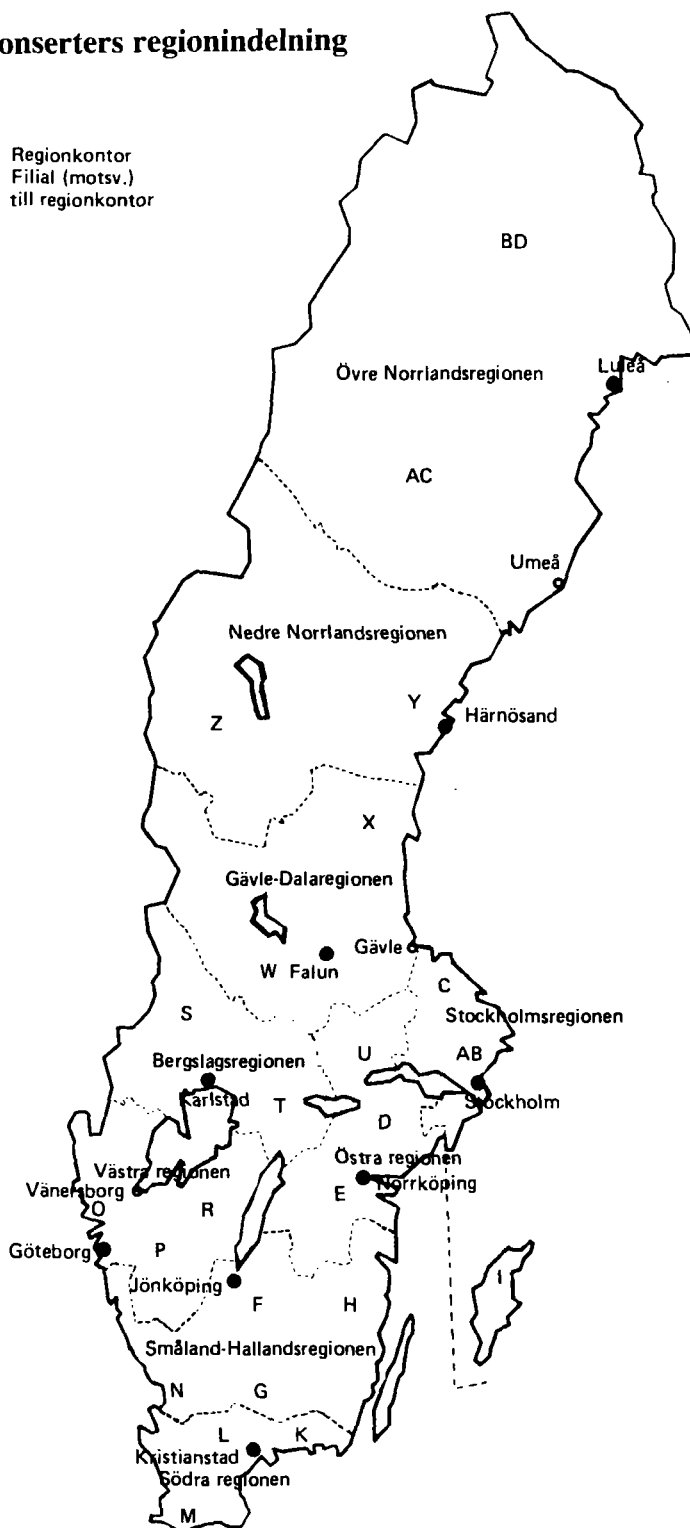 onserters regionindelning
Regionkontor
Filial (motsv.)
till regionkontor
BD
Övre Norrlandsregionen
Luleå
AC
Umeå
Nedre Norrlandsregionen
Z
Y
Härnösand
X
Gävle-Dalaregionen
W Falun
Gävle
C
S
Stockholmsregionen
Bergslagsregionen
U
AB
Karlstad
T
Stockholm
D
Västra regionen
Östra regionen
Vänersborg
E
Norrköping
O
R
Göteborg
P
Jönköping
F
H
I
Småland-Hallandsregionen
N
G
L
K
Kristianstad
Södra regionen
M